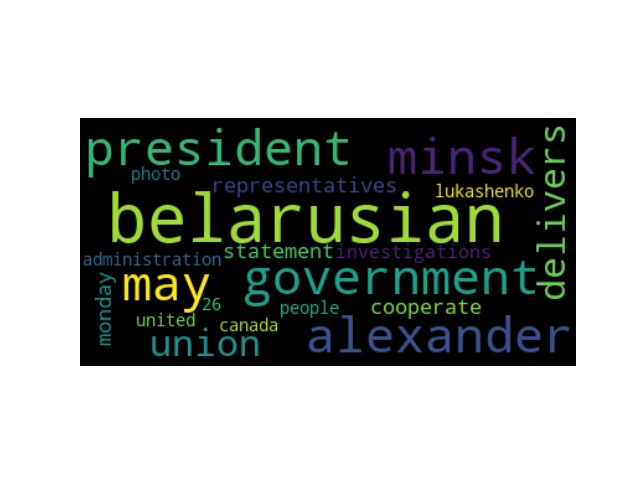 president
minsk
delivers
photo
representatives
lukashenko
belarusian
administration
statement
investigations
may
government
monday
26
people
cooperate
united
canada
union
alexander